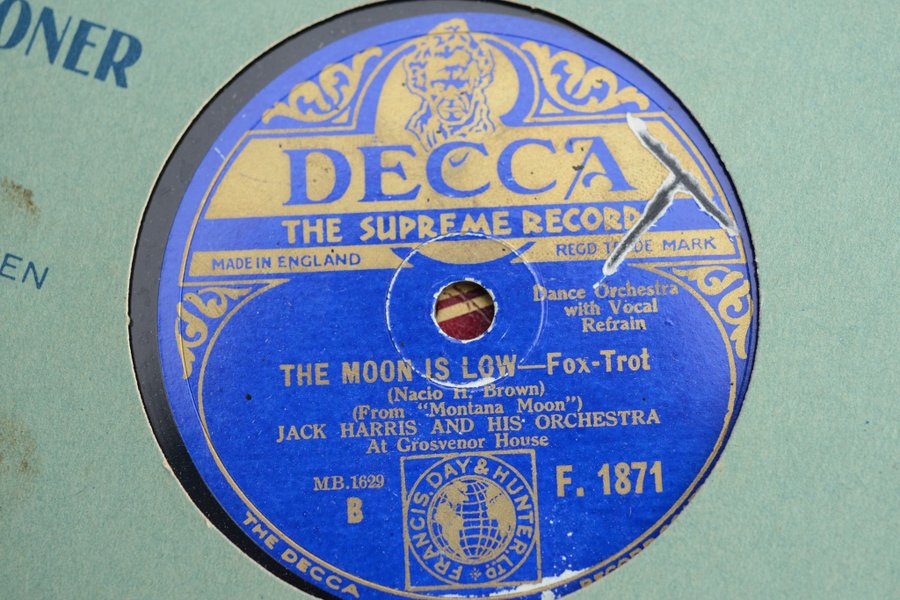 ONER
EN
DECCA
THE SUPREME RECORD
MADE IN ENGLAND
REGD. TRADE MARK
Dance Orchestra
with Vocal
Refrain
THE MOON IS LOW—Fox-Trot
(Nacio H. Brown)
(From "Montana Moon")
JACK HARRIS AND HIS ORCHESTRA
At Grosvenor House
MB.1629
B
F. 1871
FRANCIS, DAY & HUNTER, LTD
THE DECCA
RECORD